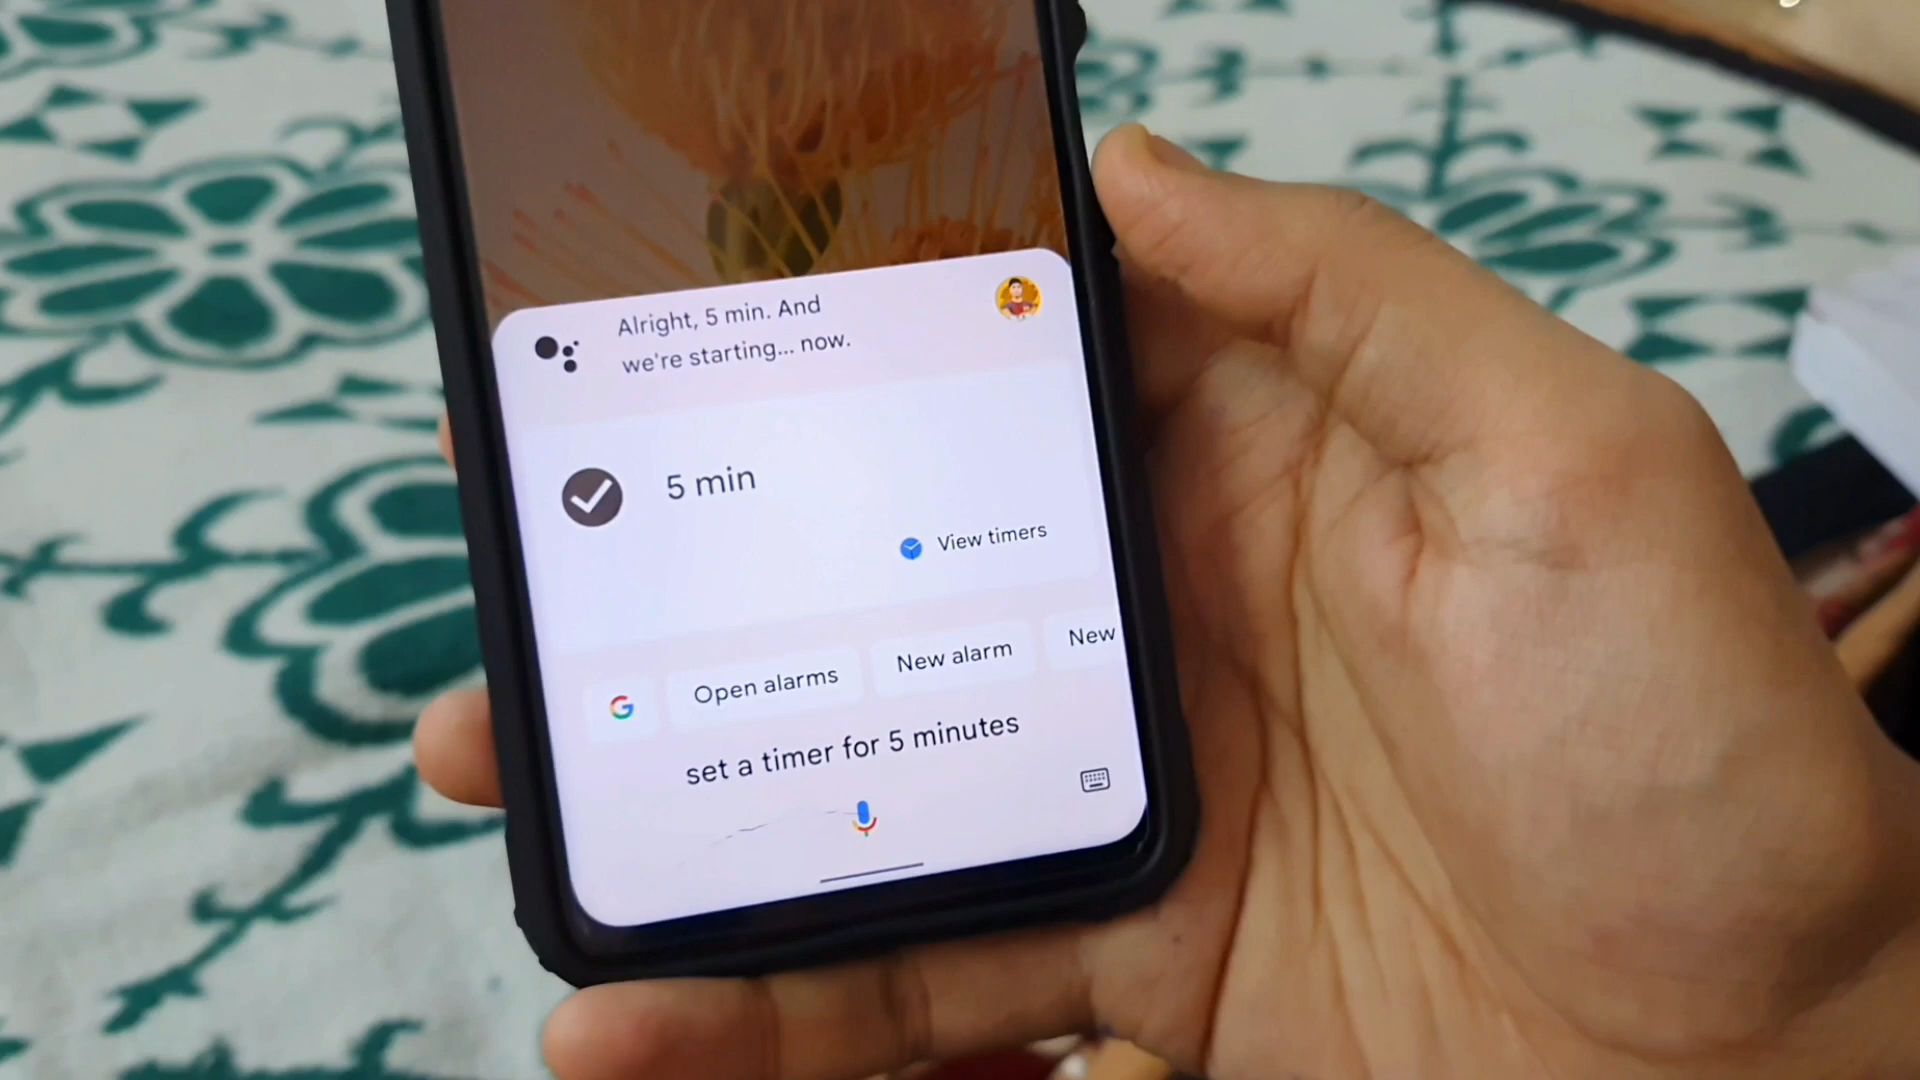 Alright, 5 min. And
we're starting... now.
5 min
View timers
Open alarms
New alarm
New
set a timer for 5 minutes